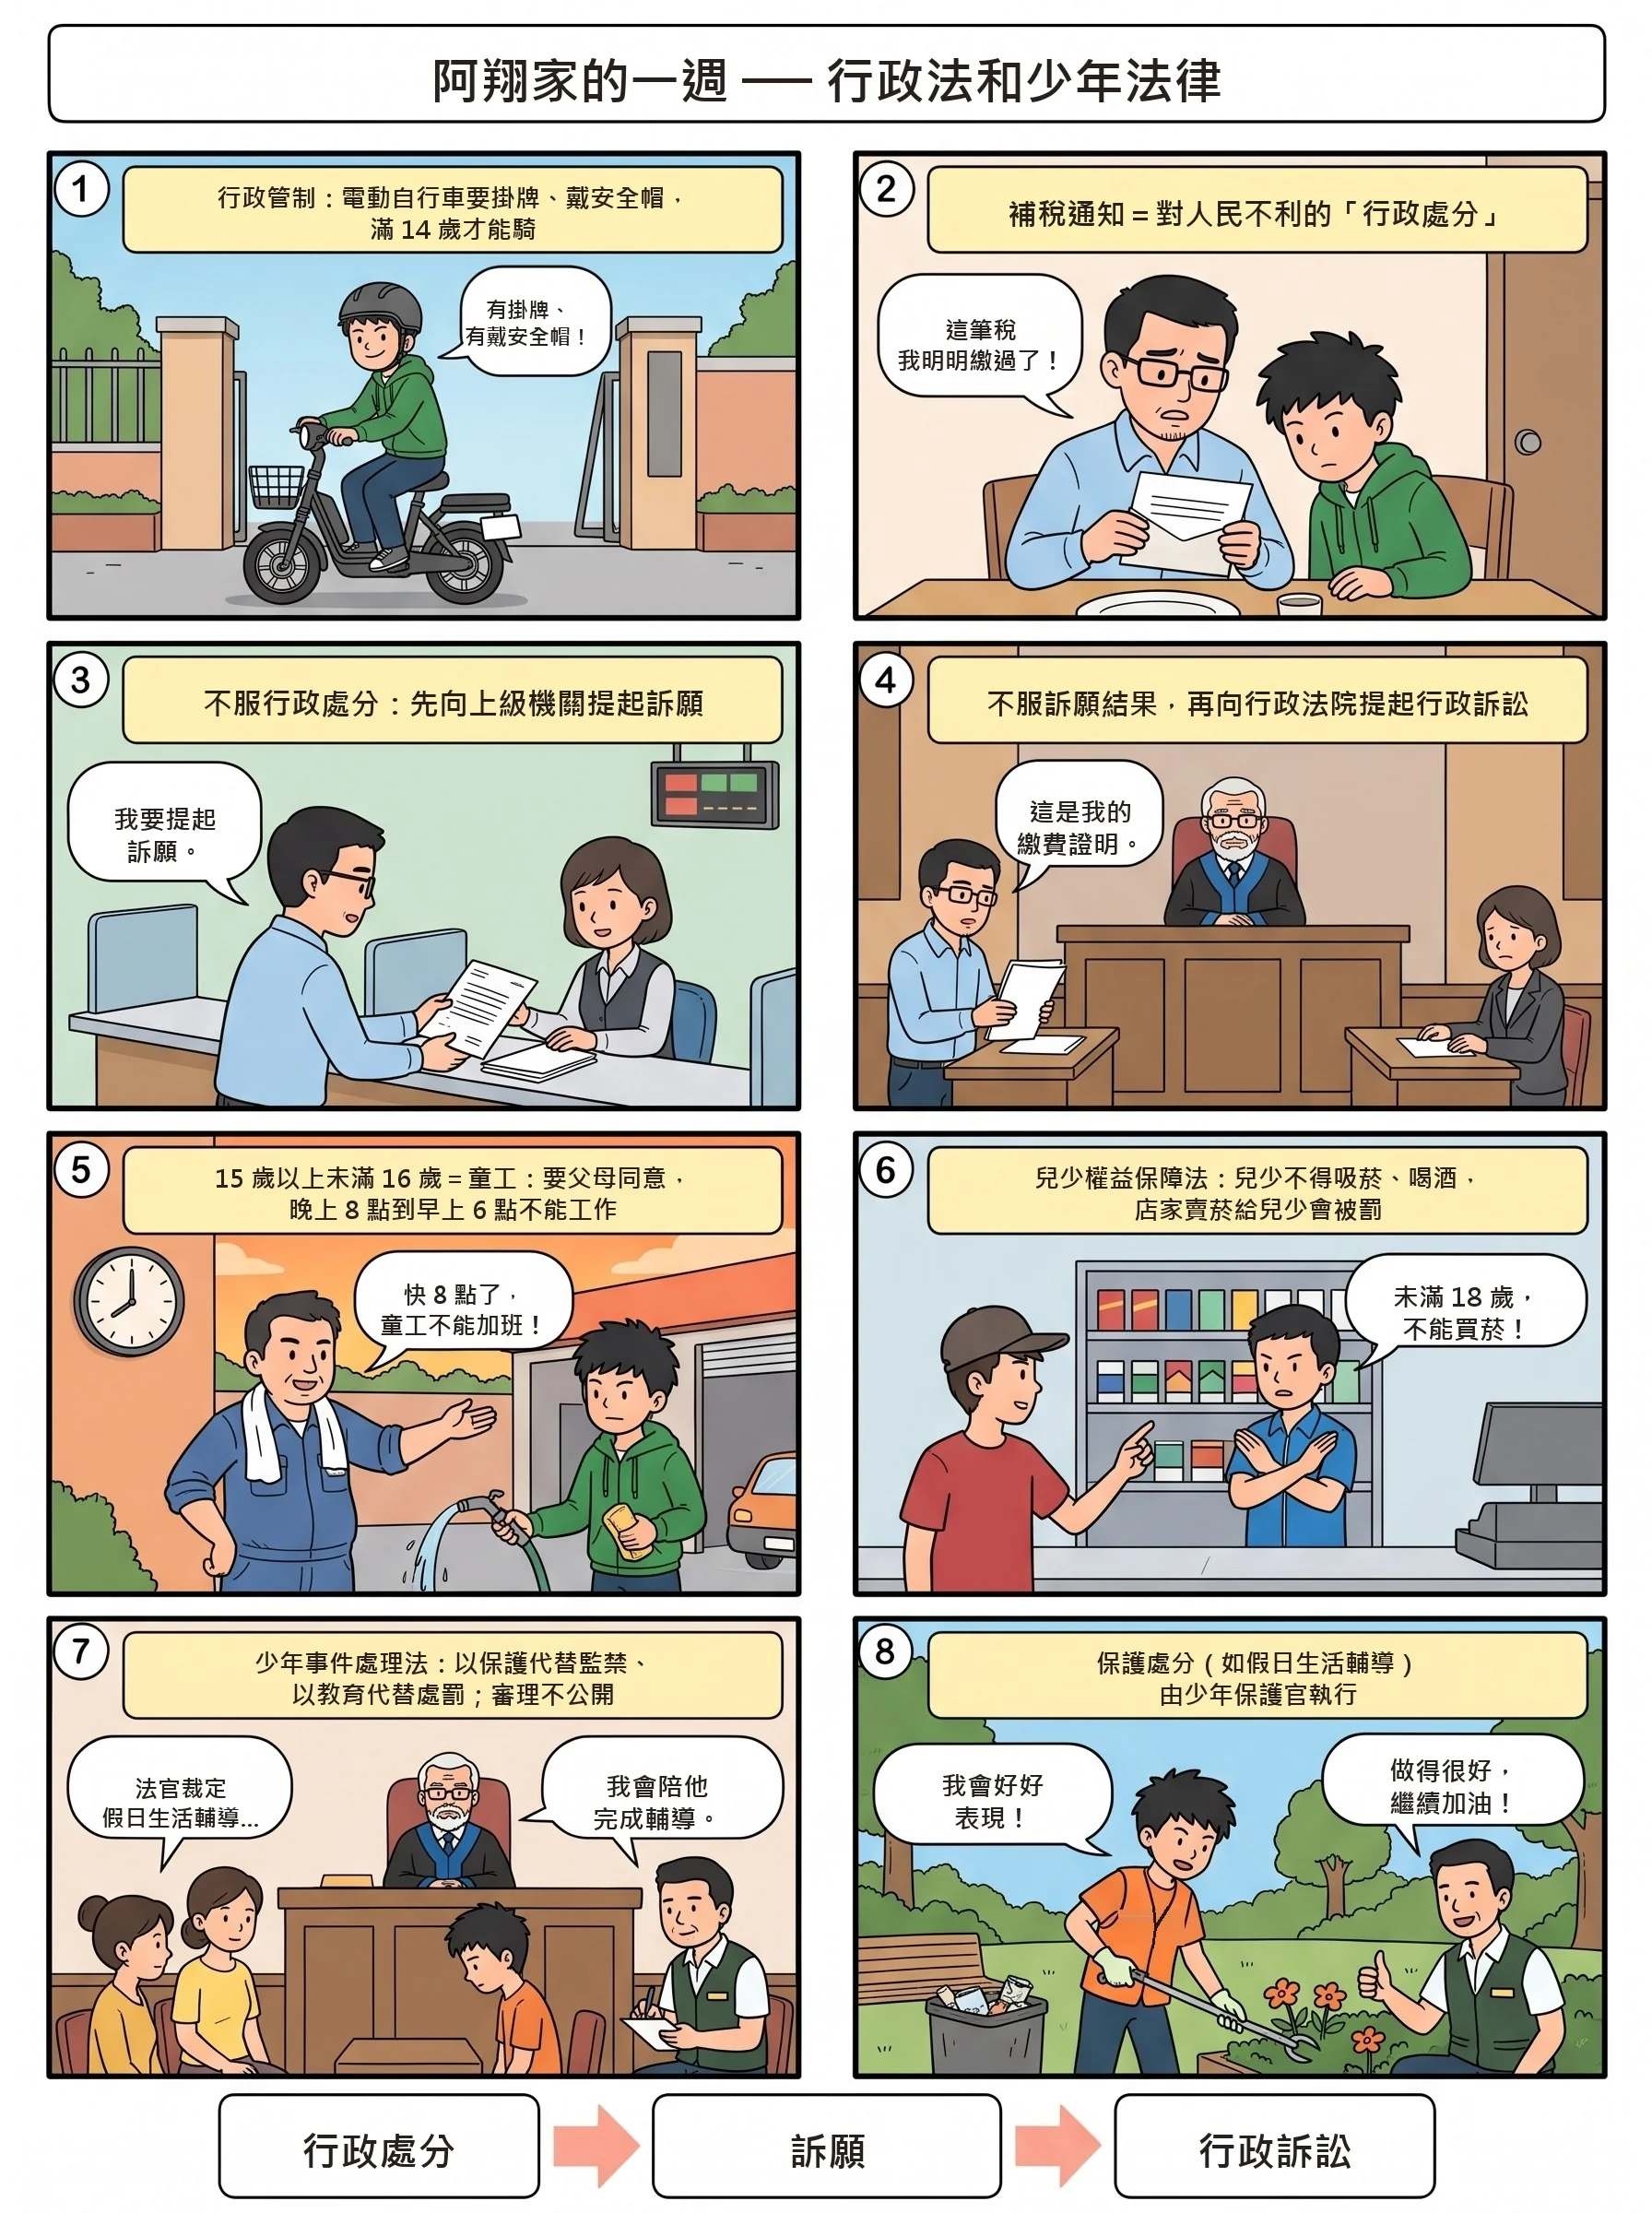 阿翔家的一週 — 行政法和少年法律
1
行政管制：電動自行車要掛牌、戴安全帽，
滿 14 歲才能騎
有掛牌、
有戴安全帽！
2
補稅通知＝對人民不利的「行政處分」
這筆稅
我明明繳過了！
3
不服行政處分：先向上級機關提起訴願
我要提起
訴願。
4
不服訴願結果，再向行政法院提起行政訴訟
這是我的
繳費證明。
5
15 歲以上未滿 16 歲＝童工：要父母同意，
晚上 8 點到早上 6 點不能工作
快 8 點了，
童工不能加班！
6
兒少權益保障法：兒少不得吸菸、喝酒，
店家賣菸給兒少會被罰
未滿 18 歲，
不能買菸！
7
少年事件處理法：以保護代替監禁、
以教育代替處罰；審理不公開
法官裁定
假日生活輔導...
我會陪他
完成輔導。
8
保護處分（如假日生活輔導）
由少年保護官執行
我會好好
表現！
做得很好，
繼續加油！
行政處分
訴願
行政訴訟